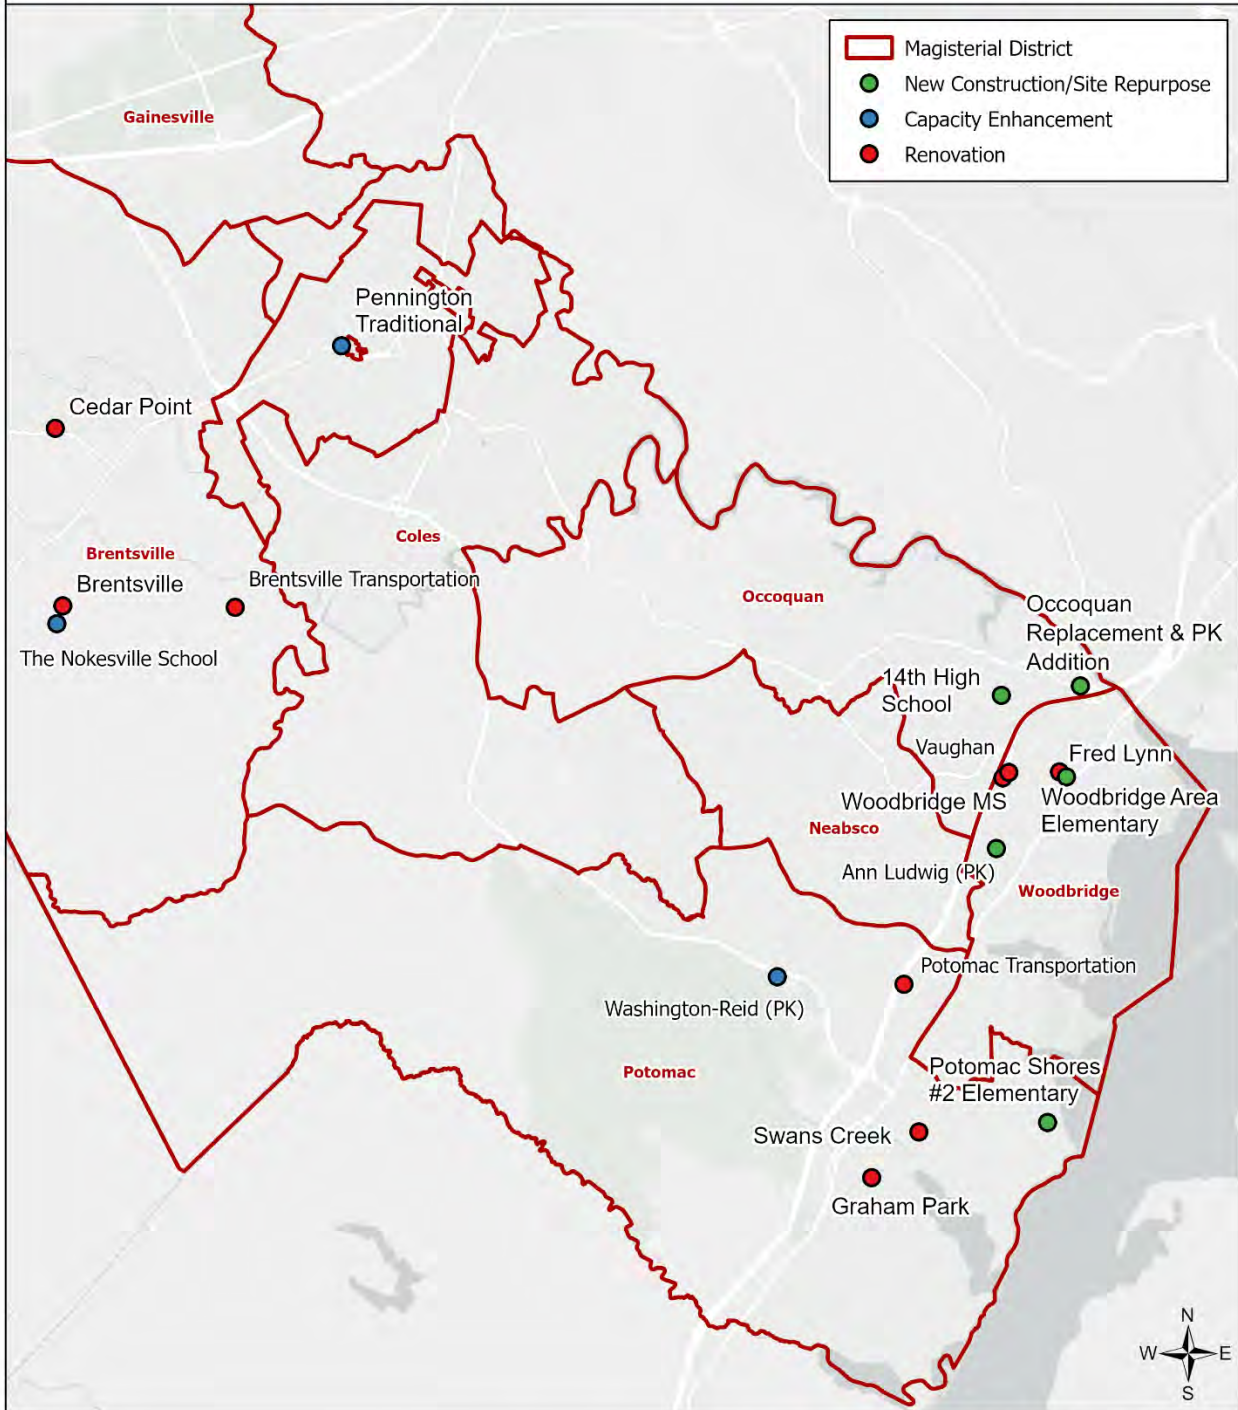 Magisterial District
New Construction/Site Repurpose
Capacity Enhancement
Renovation
Gainesville
Pennington
Traditional
Cedar Point
Coles
Brentsville
Brentsville
Brentsville Transportation
The Nokesville School
Occoquan
Occoquan
Replacement & PK
Addition
14th High
School
Vaughan
Fred Lynn
Woodbridge MS
Woodbridge Area
Elementary
Neabsco
Ann Ludwig (PK)
Woodbridge
Potomac Transportation
Washington-Reid (PK)
Potomac
Potomac Shores
#2 Elementary
Swans Creek
Graham Park
N
W
E
S